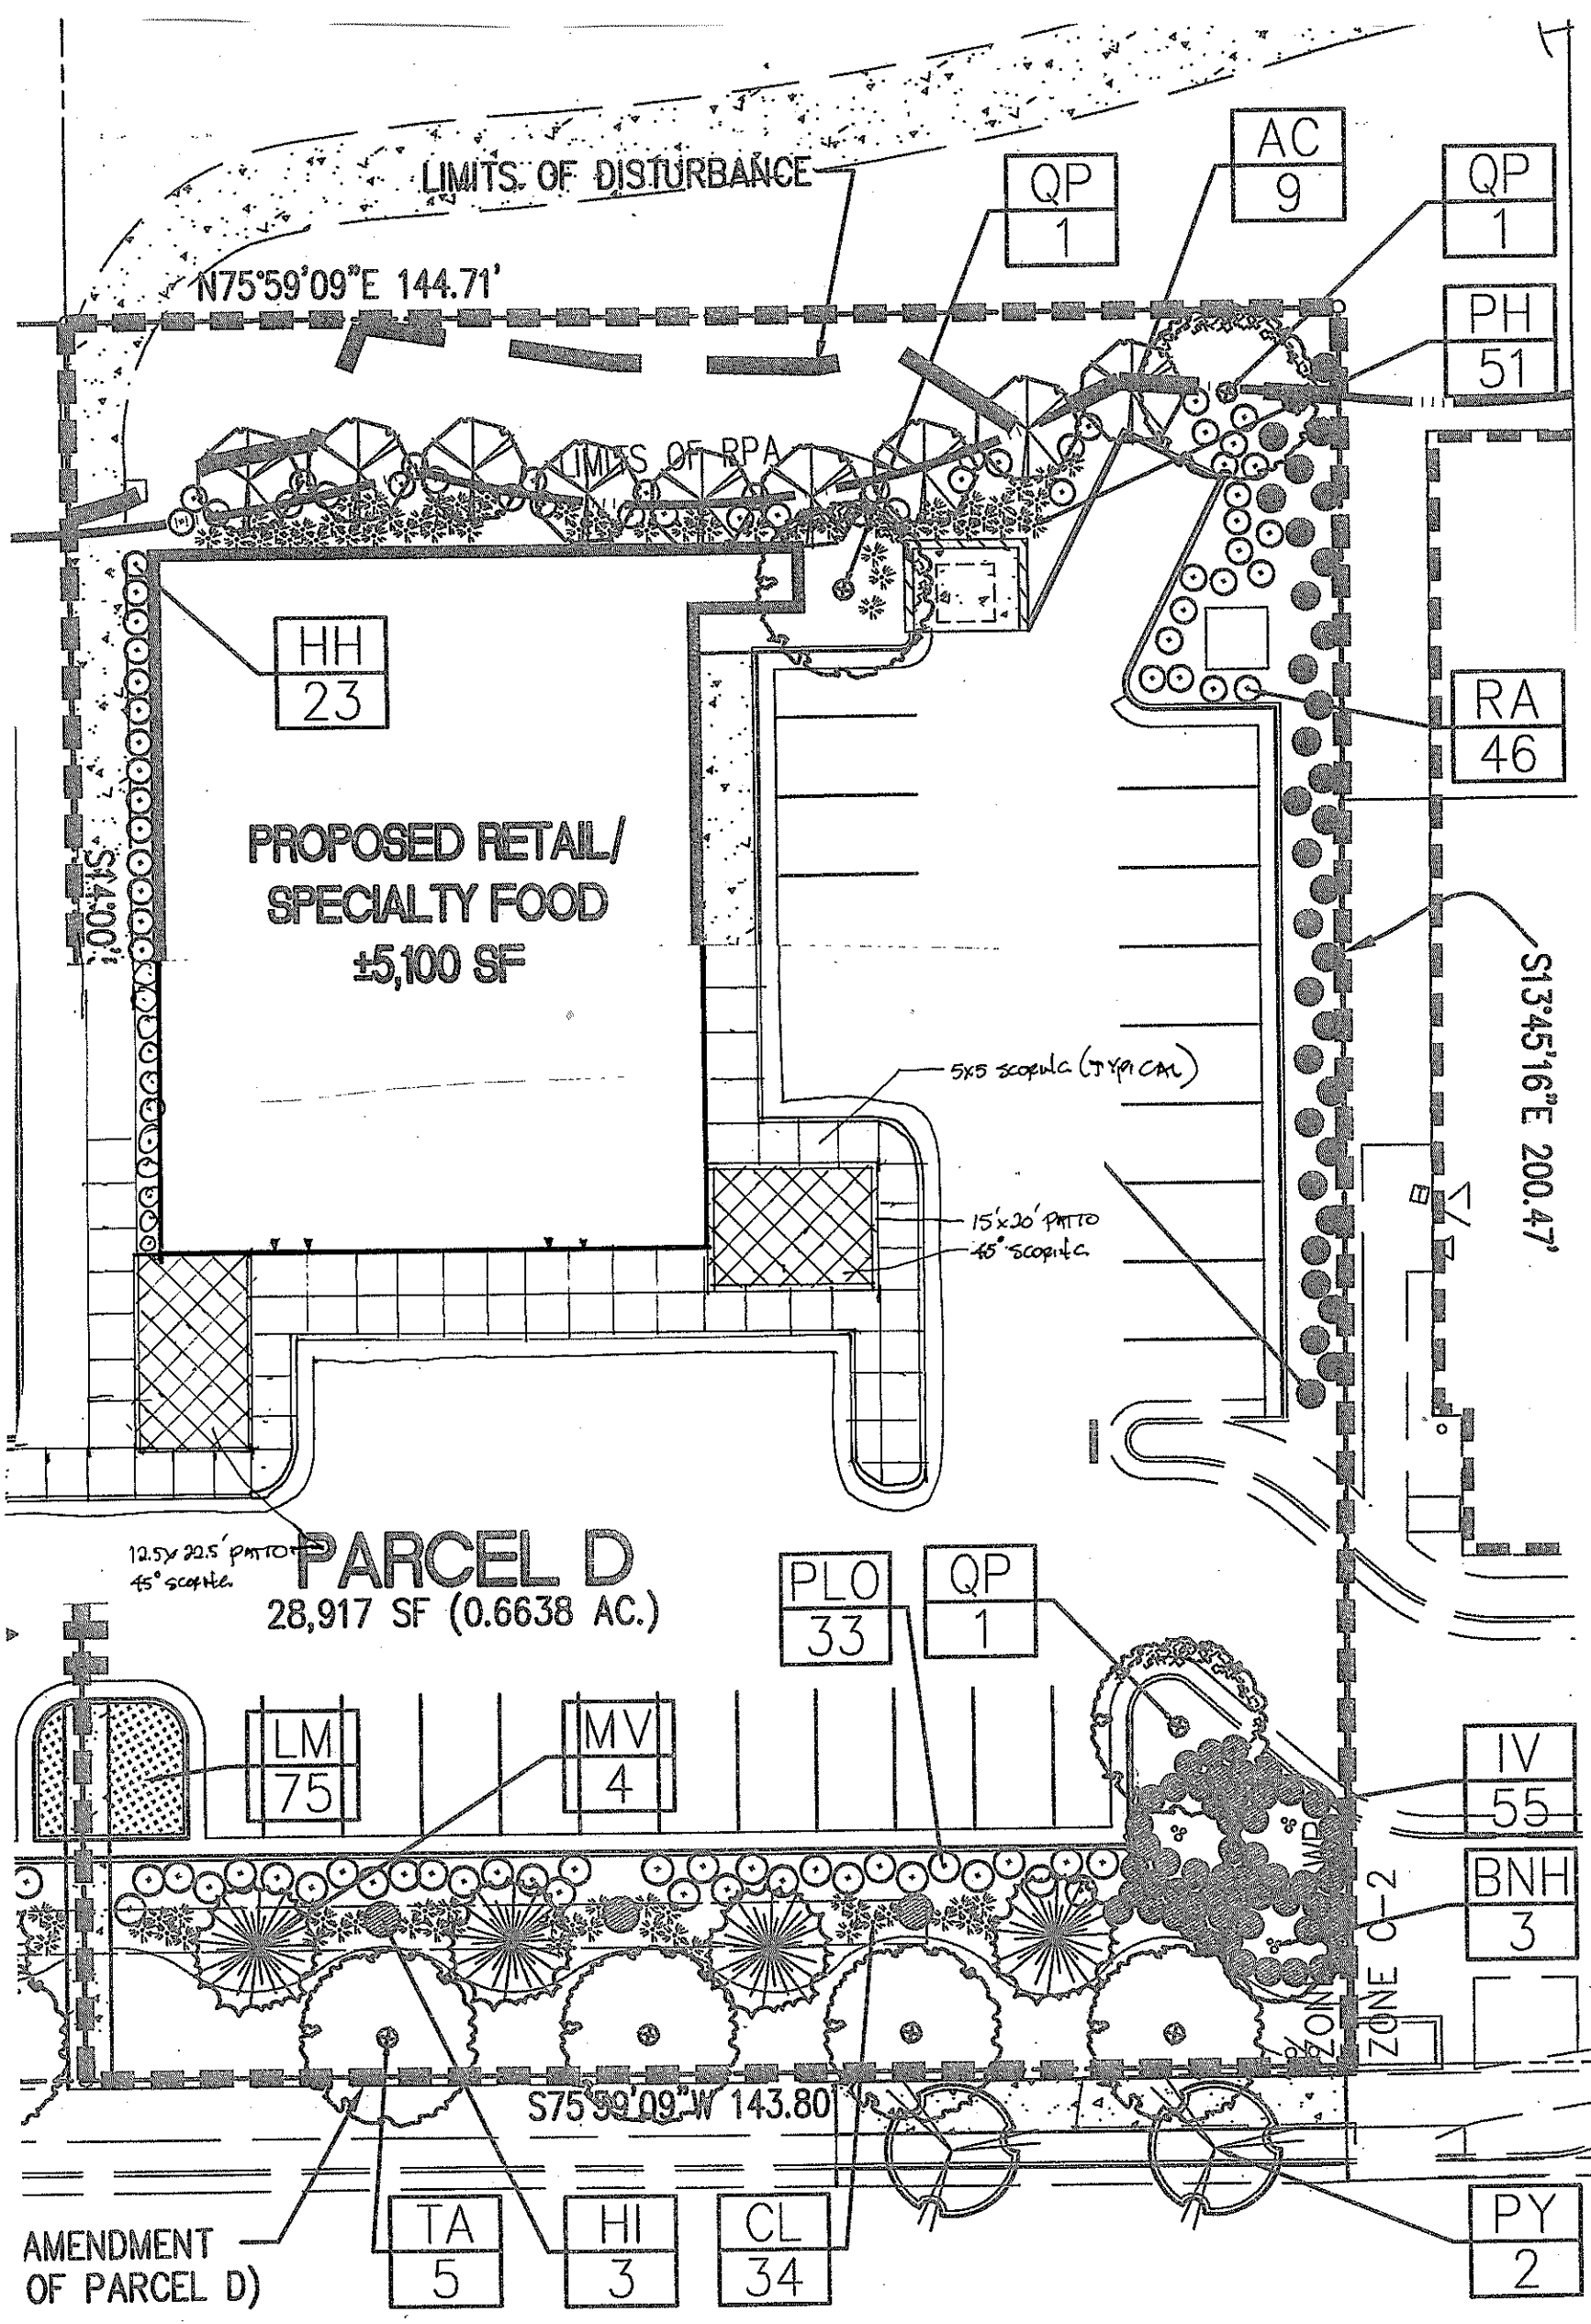 LIMITS OF DISTURBANCE
QP
1
AC
9
QP
1
N75°59'09"E 144.71'
PH
51
LIMITS OF RPA
HH
23
RA
46
PROPOSED RETAIL/
SPECIALTY FOOD
±5,100 SF
S14°00'
S13°45'16"E 200.47'
5x5 SCORING (TYPICAL)
15'x20' PATIO
45° SCORING
12.5x22.5' PATIO
45° SCORING
PARCEL D
28,917 SF (0.6638 AC.)
PLO
33
QP
1
LM
75
MV
4
IV
55
BNH
3
ZONE
ZONE O-2
S75°59'09"W 143.80'
AMENDMENT
OF PARCEL D)
TA
5
HI
3
CL
34
PY
2